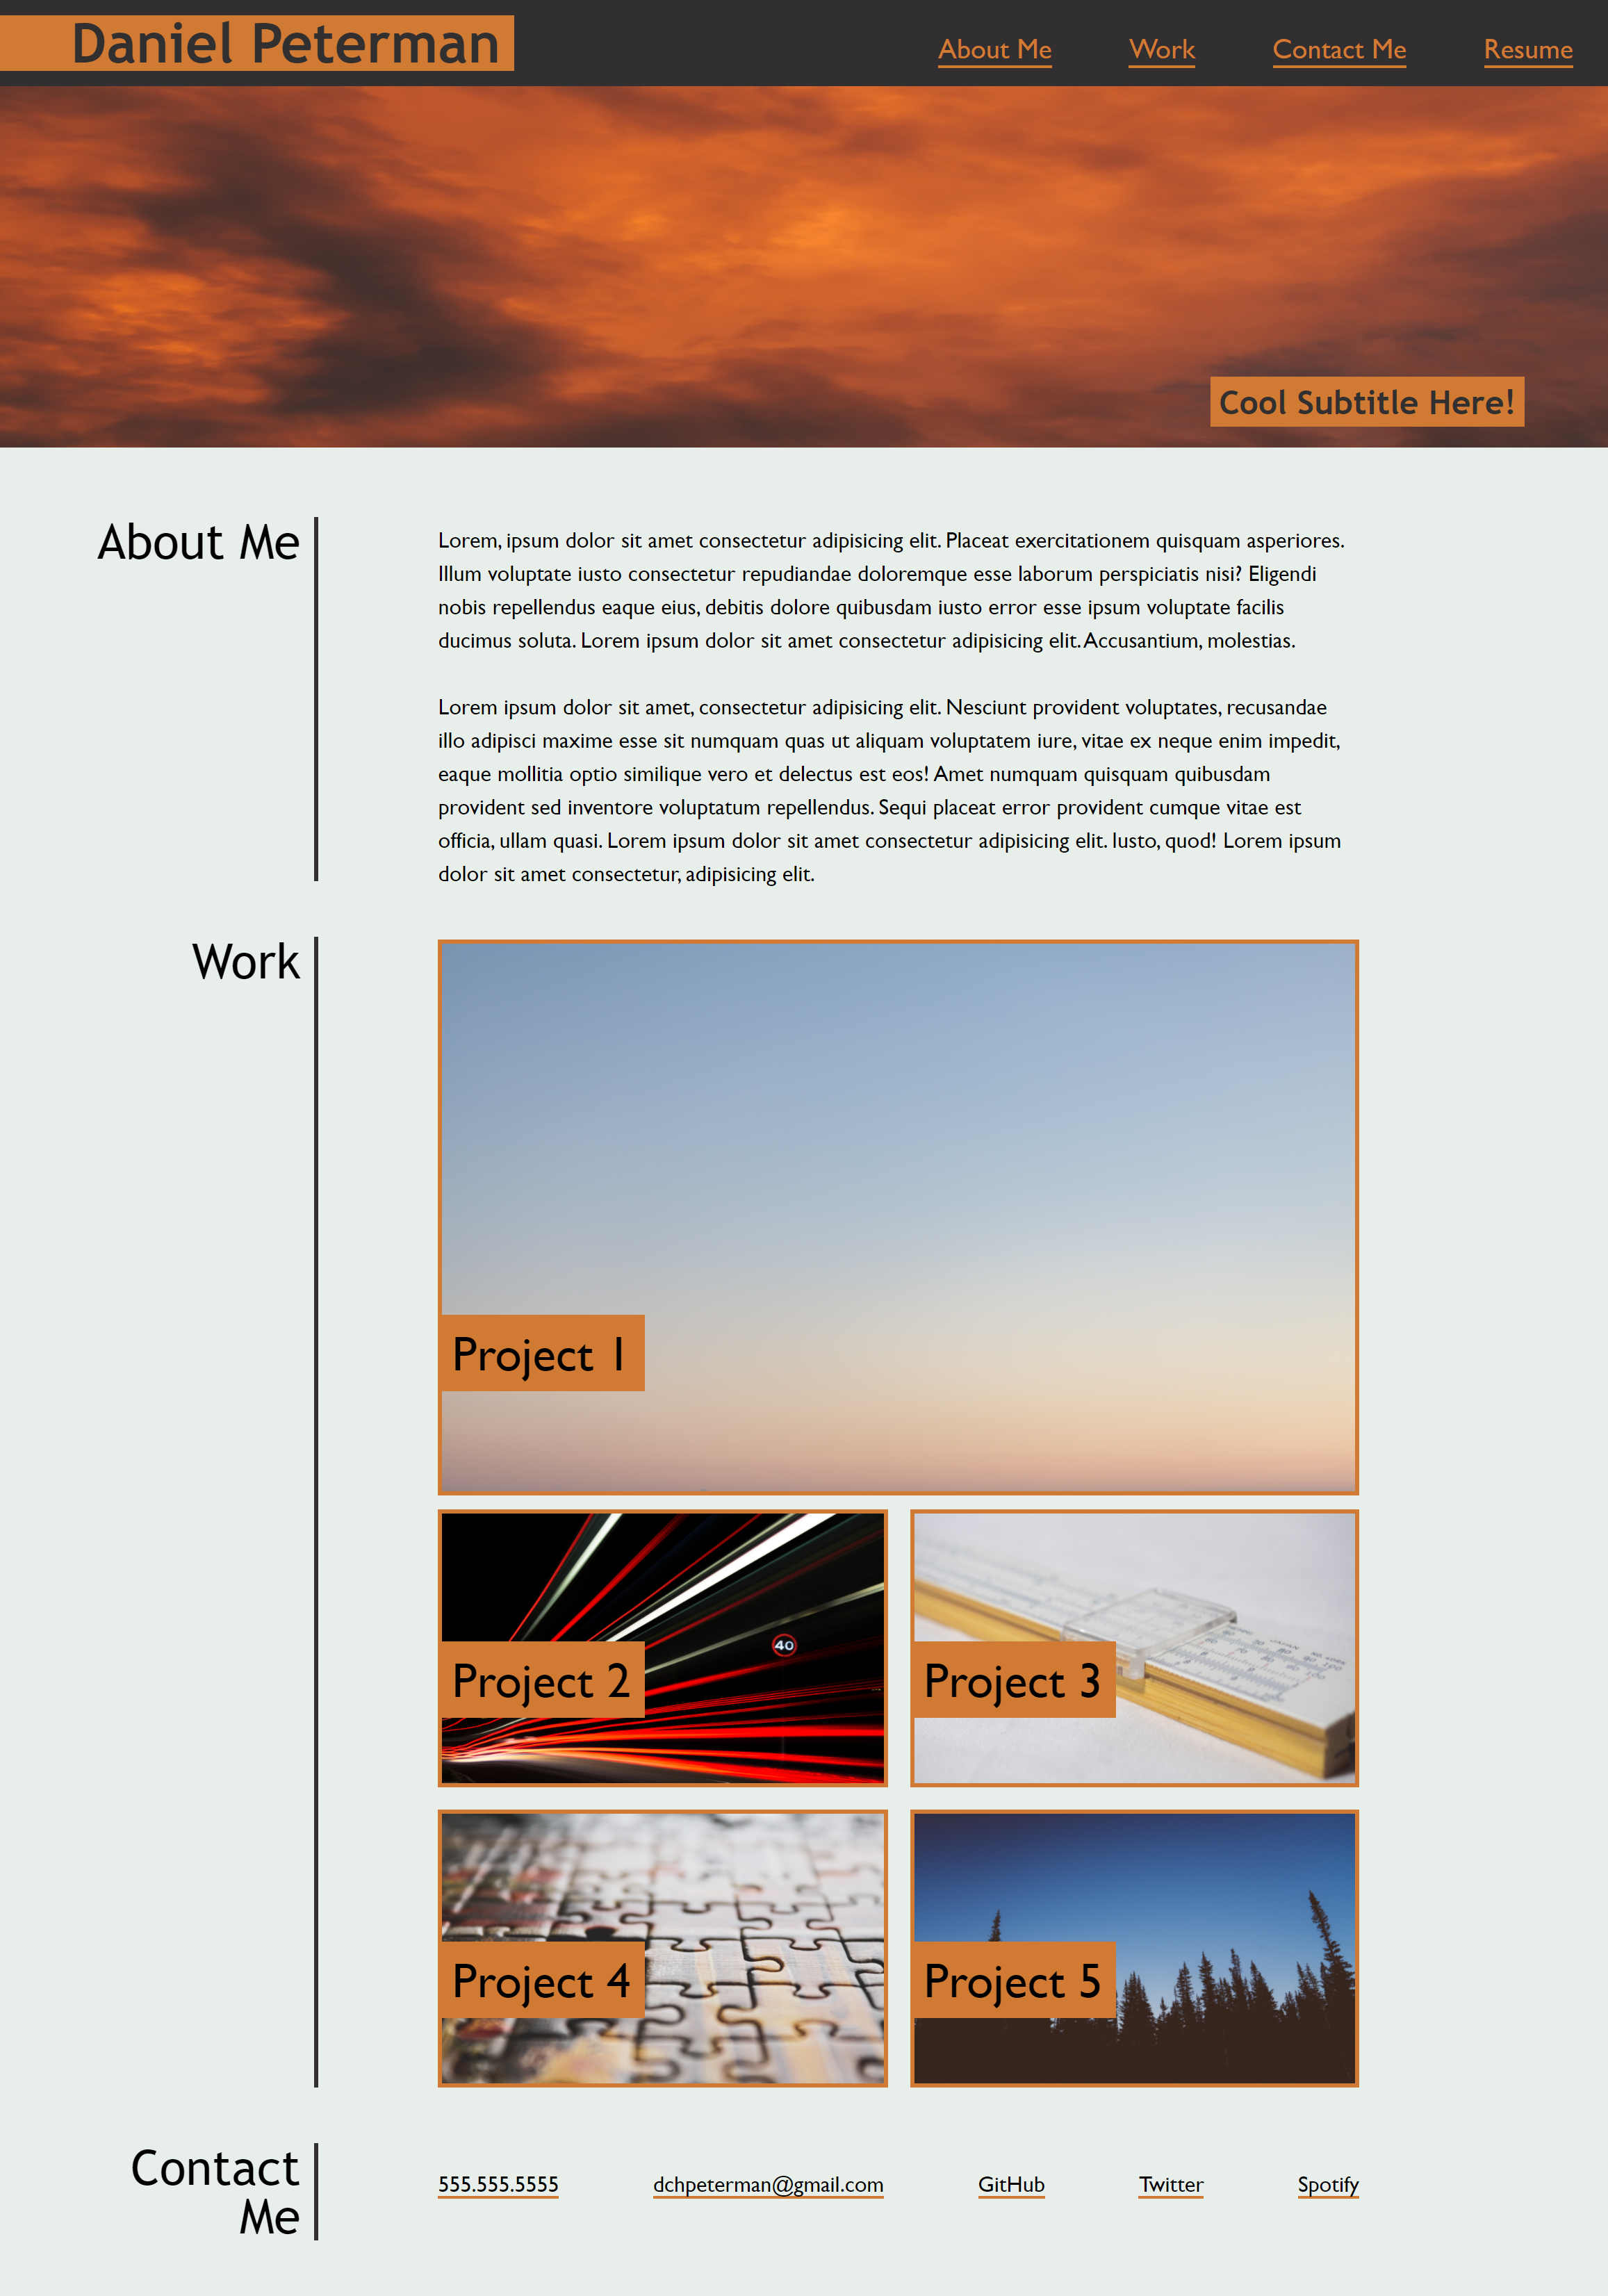 Daniel Peterman
About Me
Work
Contact Me
Resume
Cool Subtitle Here!
About Me
Lorem, ipsum dolor sit amet consectetur adipisicing elit. Placeat exercitationem quisquam asperiores.
Illum voluptate iusto consectetur repudiandae doloremque esse laborum perspiciatis nisi? Eligendi
nobis repellendus eaque eius, debitis dolore quibusdam iusto error esse ipsum voluptate facilis
ducimus soluta. Lorem ipsum dolor sit amet consectetur adipisicing elit. Accusantium, molestias.
Lorem ipsum dolor sit amet, consectetur adipisicing elit. Nesciunt provident voluptates, recusandae
illo adipisci maxime esse sit numquam quas ut aliquam voluptatem iure, vitae ex neque enim impedit,
eaque mollitia optio similique vero et delectus est eos! Amet numquam quisquam quibusdam
provident sed inventore voluptatum repellendus. Sequi placeat error provident cumque vitae est
officia, ullam quasi. Lorem ipsum dolor sit amet consectetur adipisicing elit. Iusto, quod! Lorem ipsum
dolor sit amet consectetur, adipisicing elit.
Work
Project 1
40
Project 2
Project 3
Project 4
Project 5
Contact
Me
555.555.5555
dchpeterman@gmail.com
GitHub
Twitter
Spotify